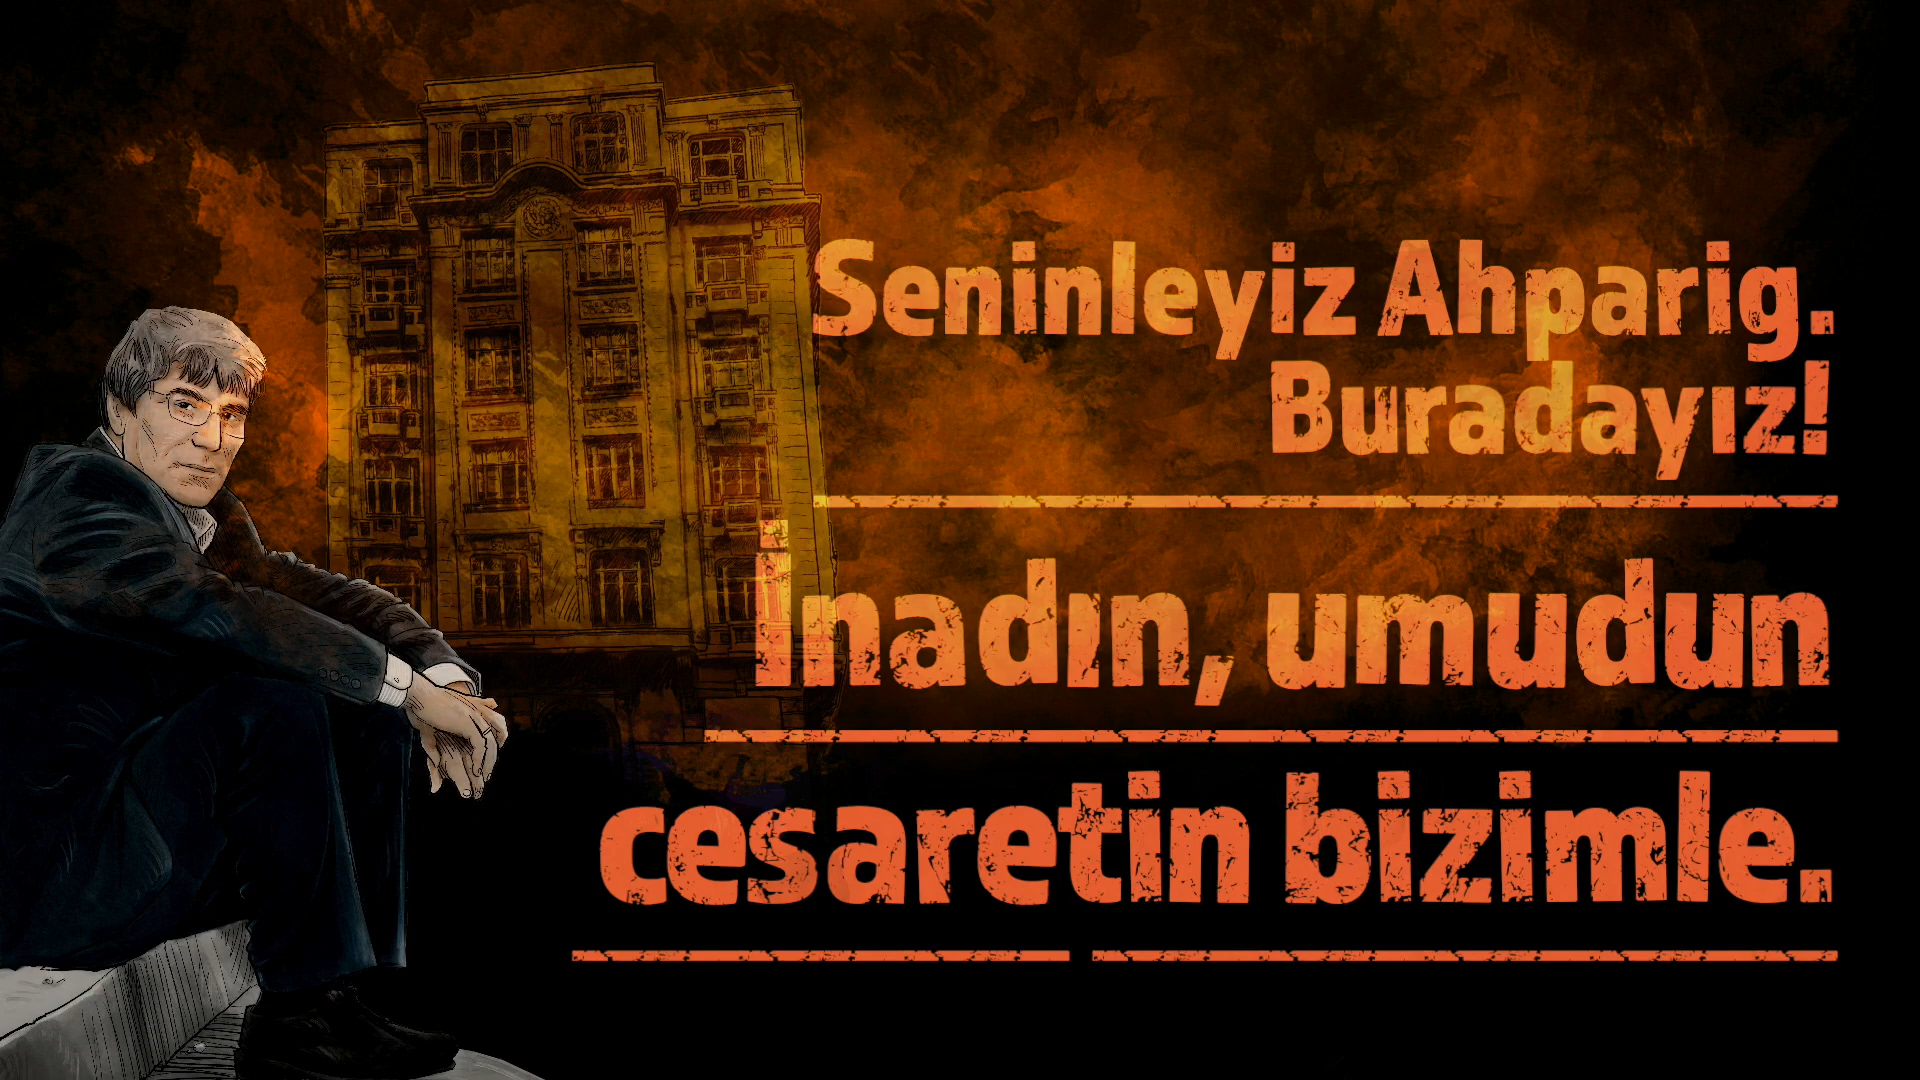 Seninleyiz Ahparig.
Buradayız!
İnadın, umudun
cesaretin bizimle.